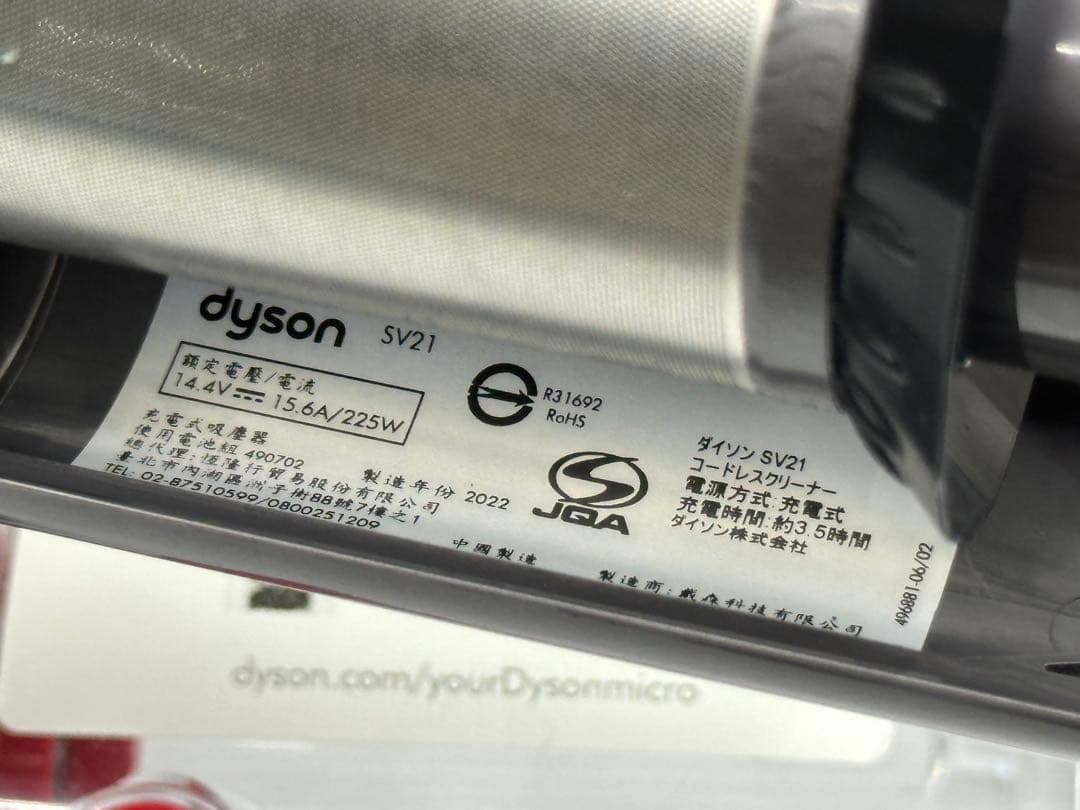 dyson SV21
額定電壓/電流
14.4V 15.6A/225W
R31692
RoHS
充電式吸塵器
使用電池組 490702
製造年份 2022
總代理:恆隆行貿易股份有限公司
臺北市內湖區洲子街88號7樓之1
TEL: 02-87510599/0800251209
JQA
ダイソン SV21
コードレスクリーナー
電源方式:充電式
充電時間:約3.5時間
ダイソン株式会社
中國製造
製造商:戴森科技有限公司
496881-06/02
dyson.com/yourDysonmicro